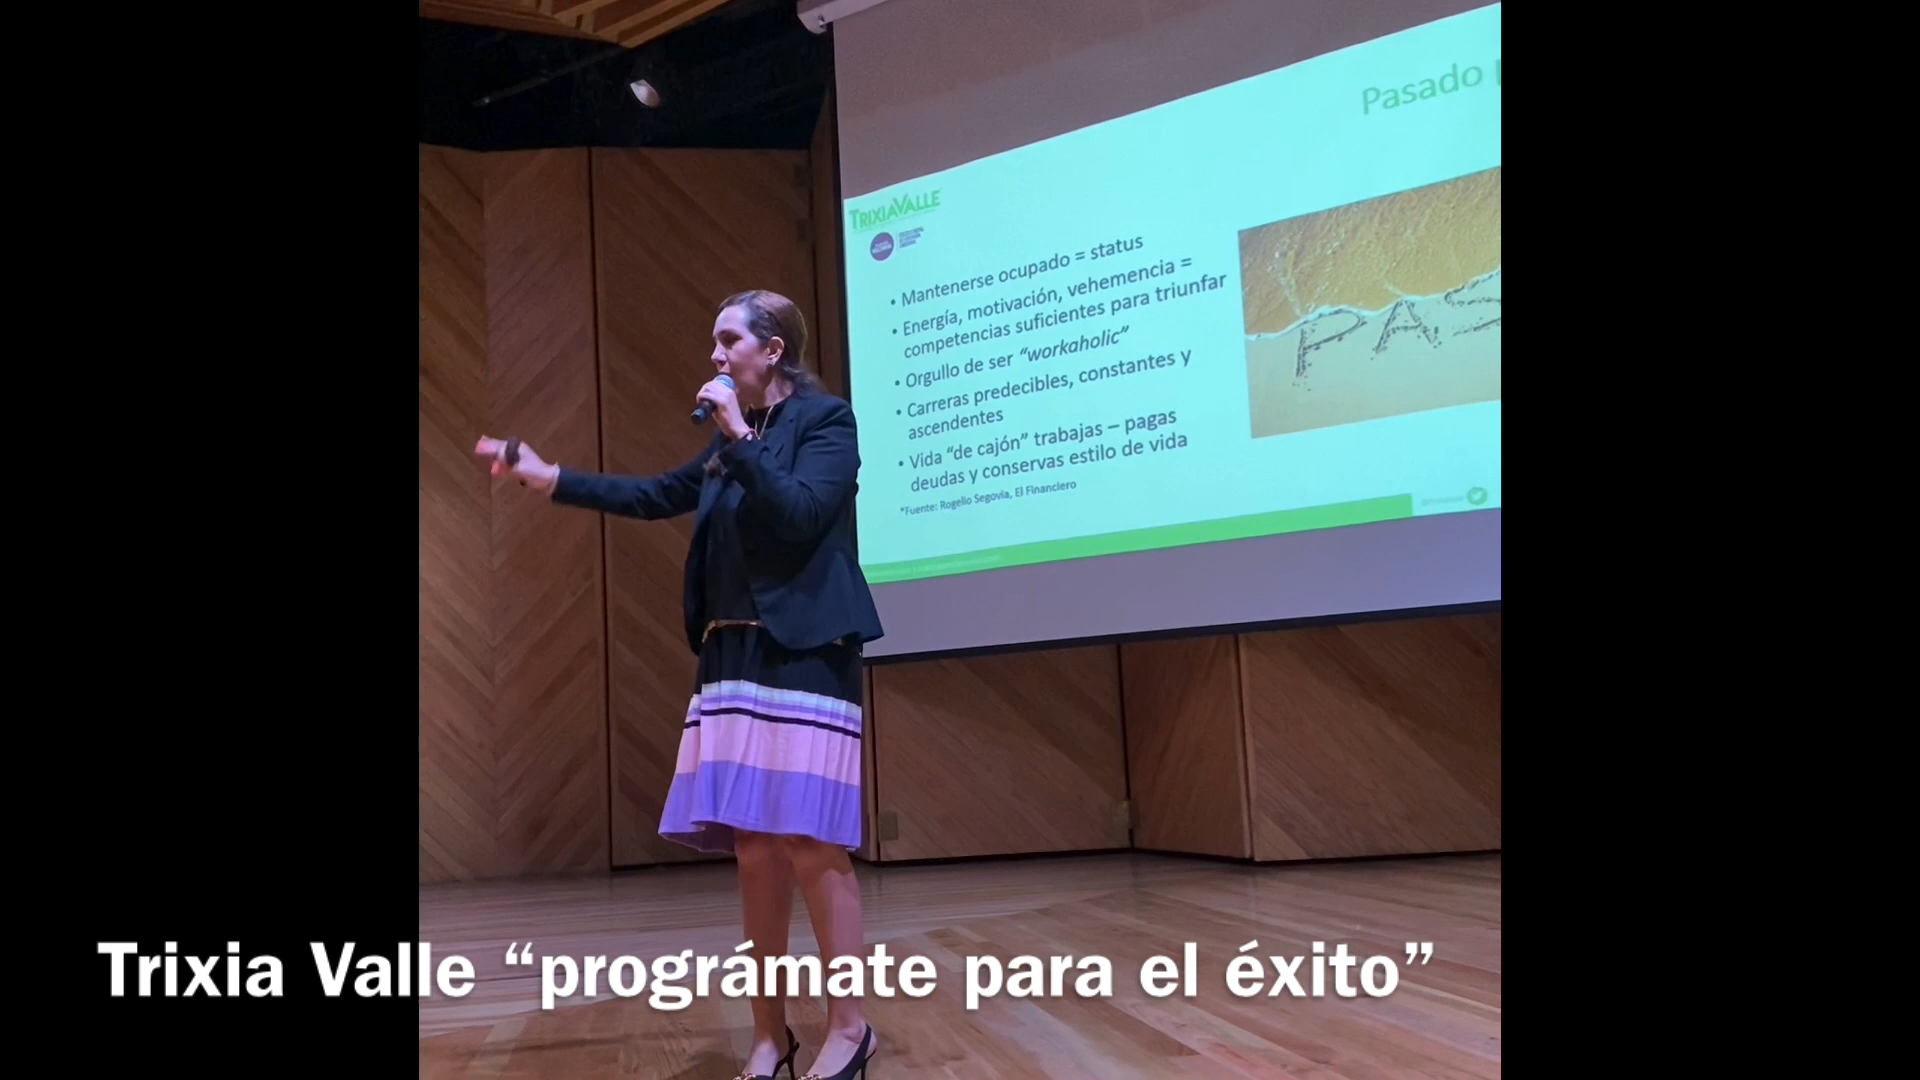 Pasado
TRIXIAVALLE
• Mantenerse ocupado = status
• Energía, motivación, vehemencia =
competencias suficientes para triunfar
• Orgullo de ser “workaholic”
• Carreras predecibles, constantes y
ascendentes
• Vida “de cajón” trabajas – pagas
deudas y conservas estilo de vida
*Fuente: Rogelio Segovia, El Financiero
PAS
Trixia Valle “prográmate para el éxito”